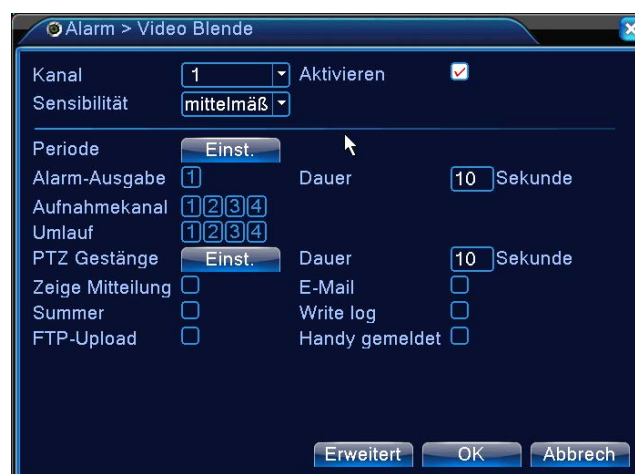 Alarm > Video Blende
Kanal 1 Aktivieren
Sensibilität mittelmäß
Periode Einst.
Alarm-Ausgabe 1 Dauer 10 Sekunde
Aufnahmekanal 1 2 3 4
Umlauf 1 2 3 4
PTZ Gestänge Einst. Dauer 10 Sekunde
Zeige Mitteilung E-Mail
Summer Write log
FTP-Upload Handy gemeldet
Erweitert OK Abbrech